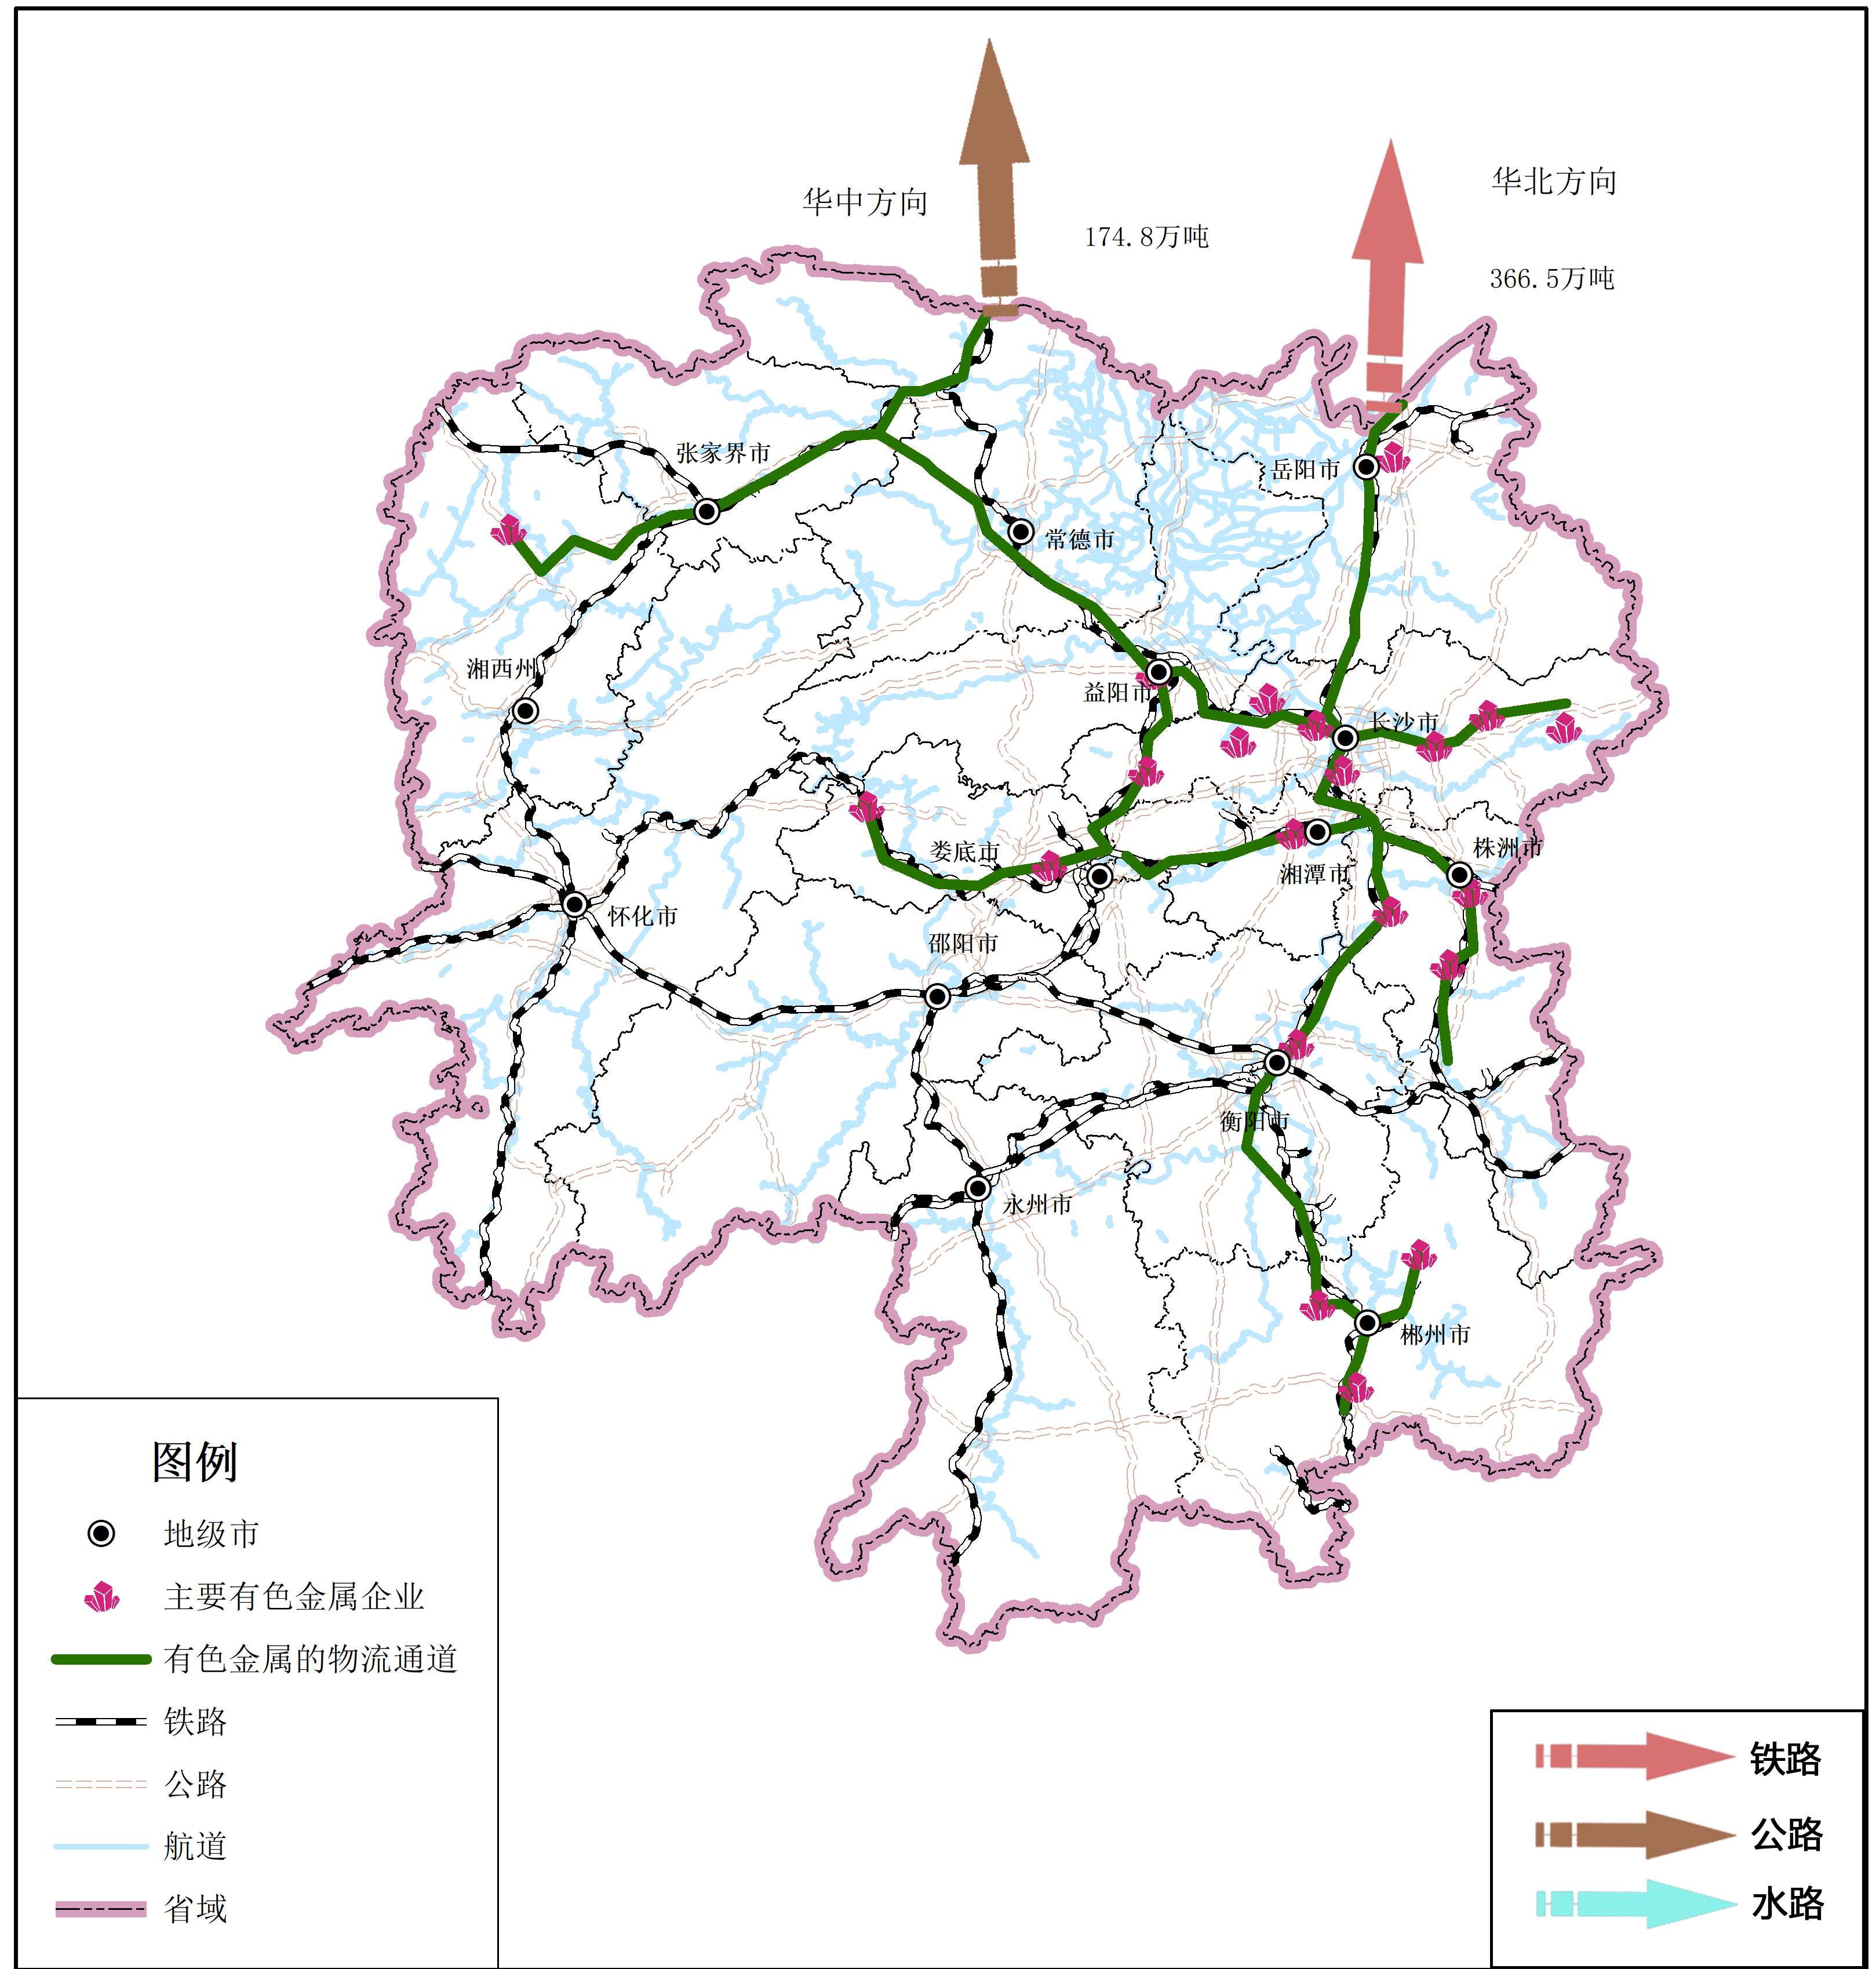 华中方向
华北方向
174.8万吨
366.5万吨
张家界市
岳阳市
常德市
湘西州
益阳市
长沙市
娄底市
株洲市
湘潭市
怀化市
邵阳市
衡阳市
永州市
郴州市
图例
地级市
主要有色金属企业
有色金属的物流通道
铁路
公路
航道
省域
铁路
公路
水路